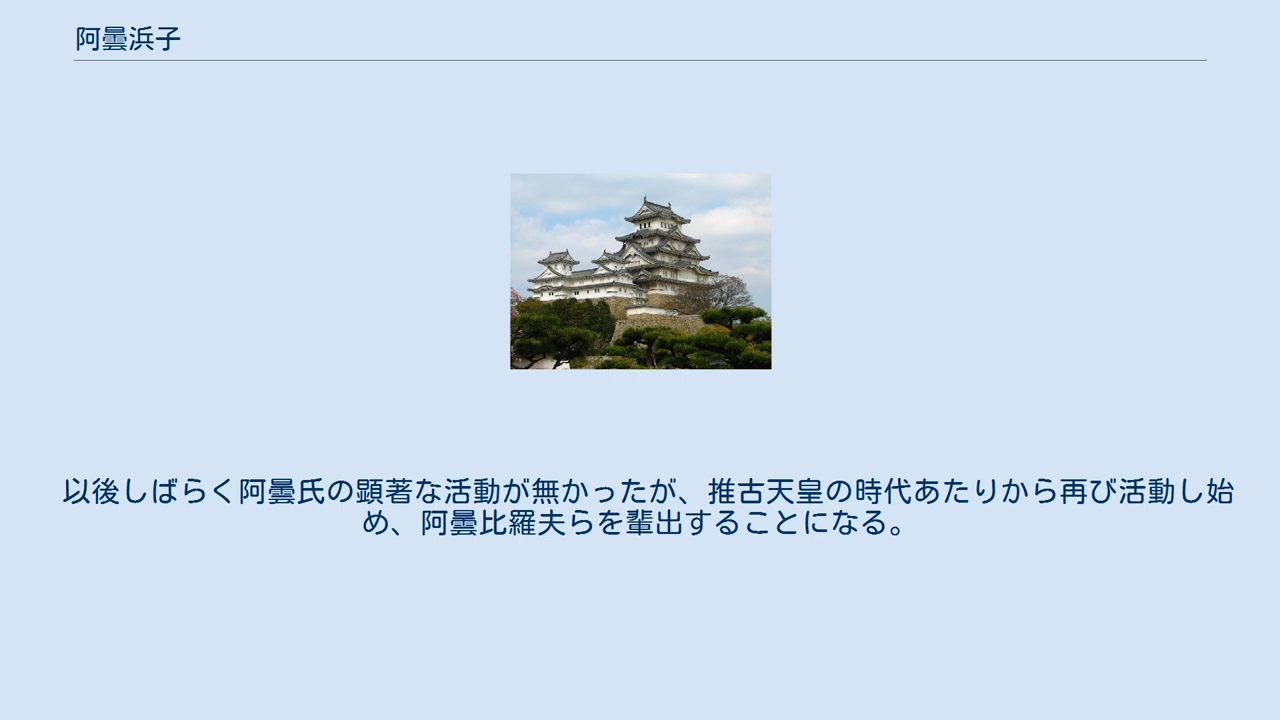 阿曇浜子
以後しばらく阿曇氏の顕著な活動が無かったが、推古天皇の時代あたりから再び活動し始
め、阿曇比羅夫らを輩出することになる。